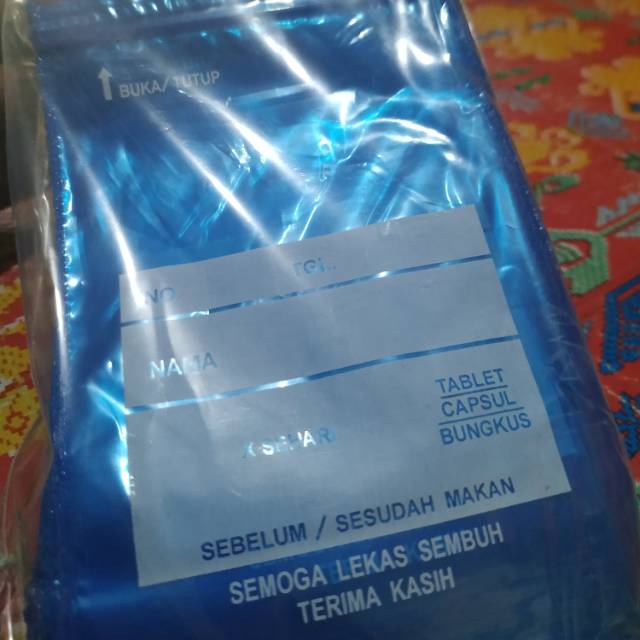 BUKA/TUTUP
NO. TGL.
NAMA
X SEHARI
TABLET
CAPSUL
BUNGKUS
SEBELUM / SESUDAH MAKAN
SEMOGA LEKAS SEMBUH
TERIMA KASIH